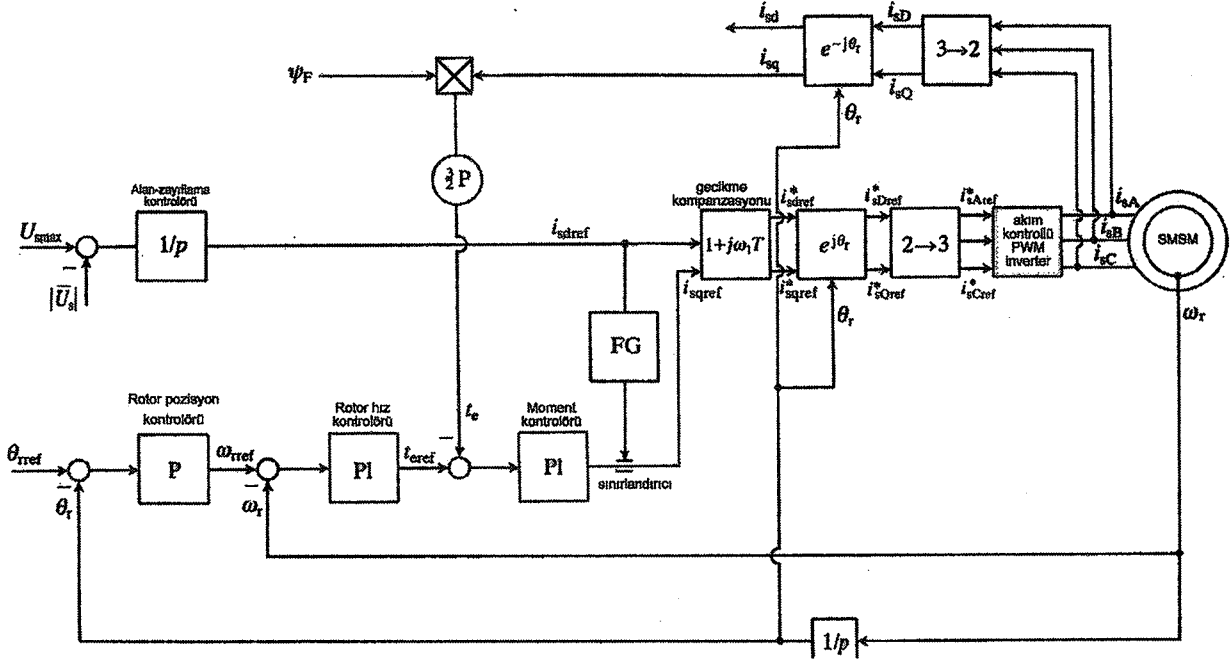 i_sd
i_sD
e^{-jθ_r}
3→2
ψ_F
i_sq
i_sQ
θ_r
3/2 P
Alan-zayıflama
kontrolörü
gecikme
kompanzasyonu
i*_sdref
i*_sDref
i*_sAref
akım
kontrollü
PWM
inverter
i_sA
U_smax
1/p
i_sdref
1+jω_1T
e^{jθ_r}
2→3
i_sB
SMSM
|U̅_s|
−
i_sqref
i*_sqref
i*_sQref
i*_sCref
i_sC
θ_r
ω_r
FG
Rotor pozisyon
kontrolörü
Rotor hız
kontrolörü
t_e
−
Moment
kontrolörü
θ_rref
P
ω_rref
PI
t_eref
PI
sınırlandırıcı
−
θ_r
−
ω_r
1/p